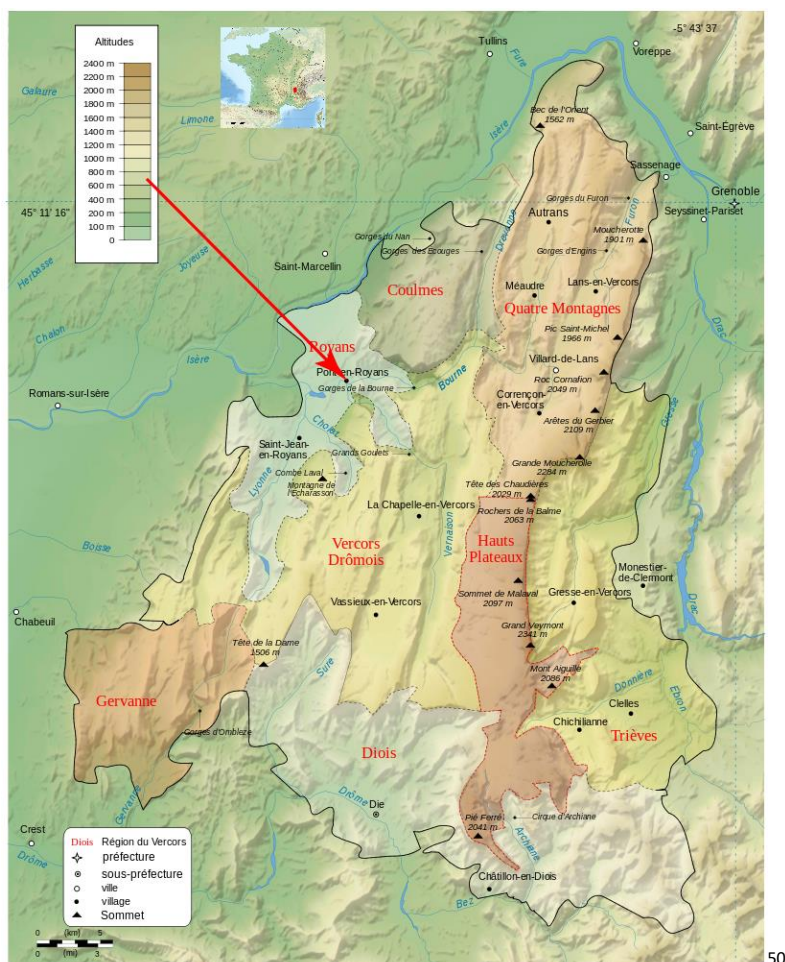 Altitudes
2400 m
2200 m
2000 m
1800 m
1600 m
1400 m
1200 m
1000 m
800 m
600 m
400 m
200 m
100 m
0
-5° 43' 37
45° 11' 16"
Tullins
Voreppe
Fure
Galaure
Limone
Isère
Bec de l'Orient
1562 m
Saint-Égrève
Sassenage
Grenoble
Gorges du Furon
Furon
Seyssinet-Pariset
Autrans
Drevenne
Moucherotte
1901 m
Gorges du Nan
Gorges des Écouges
Gorges d'Engins
Joyeuse
Herbasse
Saint-Marcellin
Coulmes
Méaudre
Lans-en-Vercors
Quatre Montagnes
Chalon
Drac
Pic Saint-Michel
1966 m
Royans
Isère
Pont-en-Royans
Gorges de la Bourne
Bourne
Villard-de-Lans
Roc Cornafion
2049 m
Romans-sur-Isère
Corrençon-
en-Vercors
Gresse
Arêtes du Gerbier
2109 m
Cholet
Saint-Jean-
en-Royans
Grands Goulets
Combe Laval
Montagne de
l'Echarasson
Lyonne
Grande Moucherolle
2284 m
Tête des Chaudières
2029 m
Rochers de la Balme
2063 m
La Chapelle-en-Vercors
Vernaison
Boisse
Vercors
Drômois
Hauts
Plateaux
Monestier-
de-Clermont
Sommet de Malaval
2097 m
Gresse-en-Vercors
Drac
Chabeuil
Vassieux-en-Vercors
Grand Veymont
2341 m
Tête de la Dame
1506 m
Sure
Mont Aiguille
2086 m
Donnière
Ebron
Gervanne
Clelles
Chichilianne
Trièves
Gorges d'Ombleze
Diois
Drôme
Die
Gervanne
Pié Ferré
2041 m
Cirque d'Archiane
Archiane
Crest
Drôme
Châtillon-en-Diois
Bez
Diois Région du Vercors
préfecture
sous-préfecture
ville
village
Sommet
0 (km) 5
0 (mi) 3
50